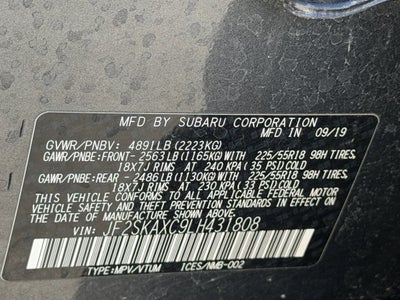 MFD BY SUBARU CORPORATION
MADE IN JAPAN 09/19
GVWR/PNBV: 4891LB(2223KG)
GAWR/PNBE:FRONT- 2563LB(1165KG)WITH 225/55R18 98H TIRES,
18X7J RIMS AT 240 KPA(35 PSI)COLD
GAWR/PNBE:REAR -2486LB(1130KG)WITH 225/55R18 98H TIRES,
18X7J RIMS AT 230 KPA(33 PSI)COLD
THIS VEHICLE CONFORMS TO ALL APPLICABLE FEDERAL MOTOR
VEHICLE SAFETY, BUMPER, AND THEFT PREVENTION STANDARDS
IN EFFECT ON THE DATE OF MANUFACTURE SHOWN ABOVE.
VIN: JF2SKAXC9LH431808
TYPE:MPV/VTUM ICES/NMB-002